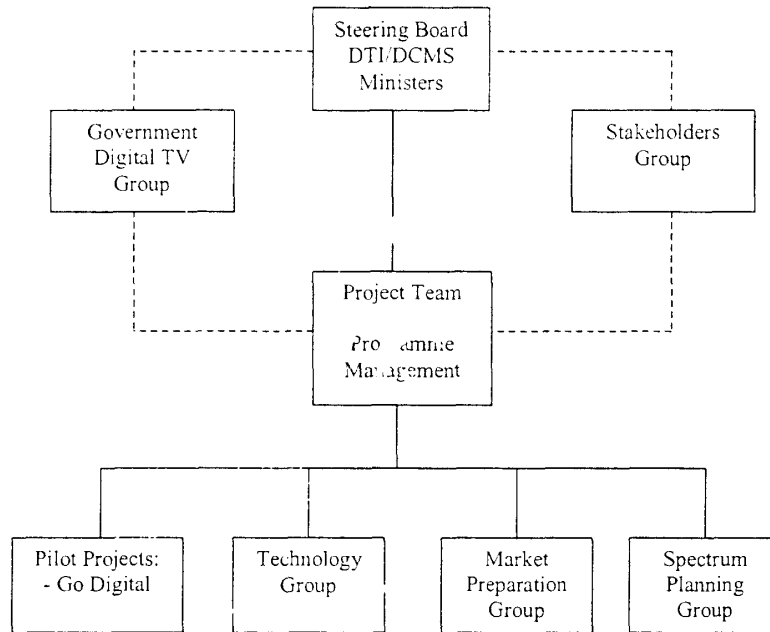 Steering Board
DTI/DCMS
Ministers
Government
Digital TV
Group
Stakeholders
Group
Project Team
Management
Pilot Projects:
- Go Digital
Technology
Group
Market
Preparation
Group
Spectrum
Planning
Group